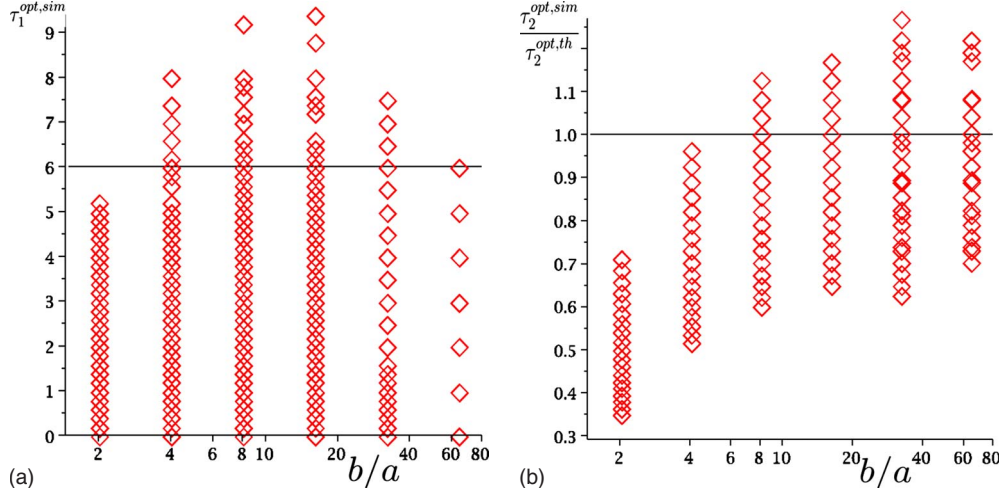 τ₁^{opt,sim}
9
8
7
6
5
4
3
2
1
0
2 4 6 8 10 20 40 60 80
b/a
(a)
τ₂^{opt,sim}
τ₂^{opt,th}
1.1
1.0
0.9
0.8
0.7
0.6
0.5
0.4
0.3
2 4 6 8 10 20 40 60 80
b/a
(b)